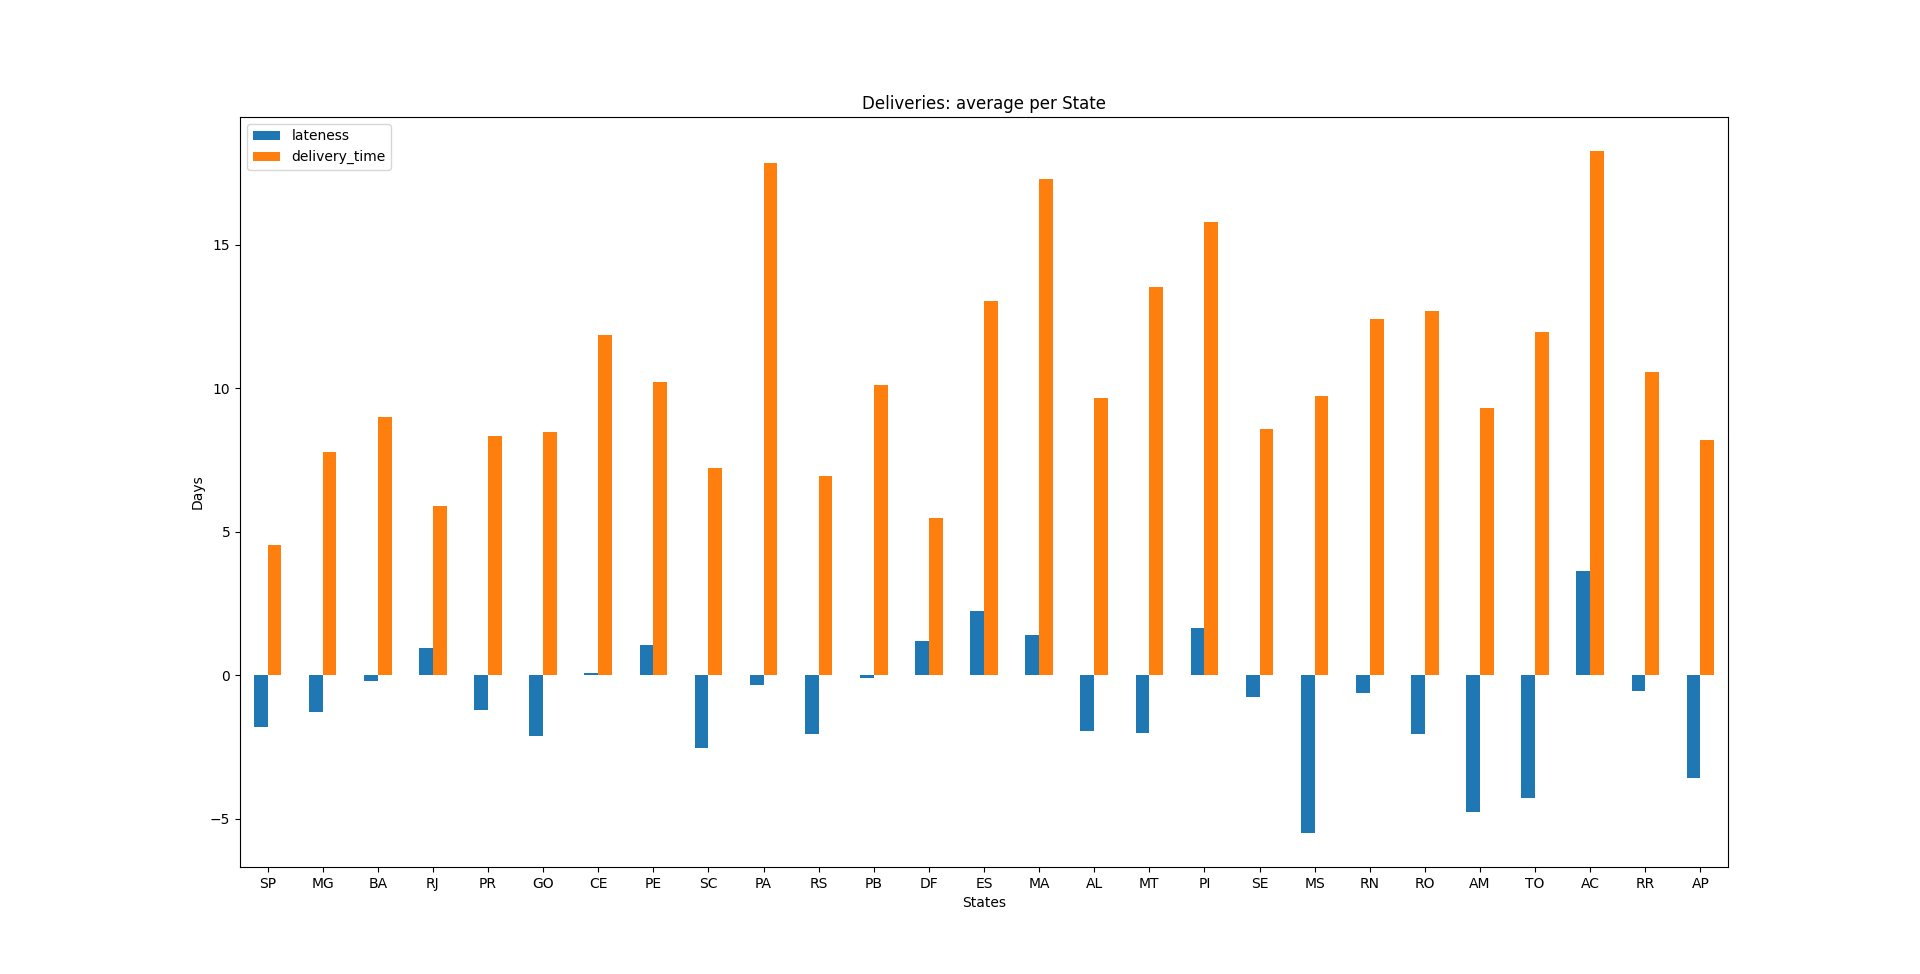 Deliveries: average per State
lateness
delivery_time
15
10
5
0
−5
Days
SP MG BA RJ PR GO CE PE SC PA RS PB DF ES MA AL MT PI SE MS RN RO AM TO AC RR AP
States